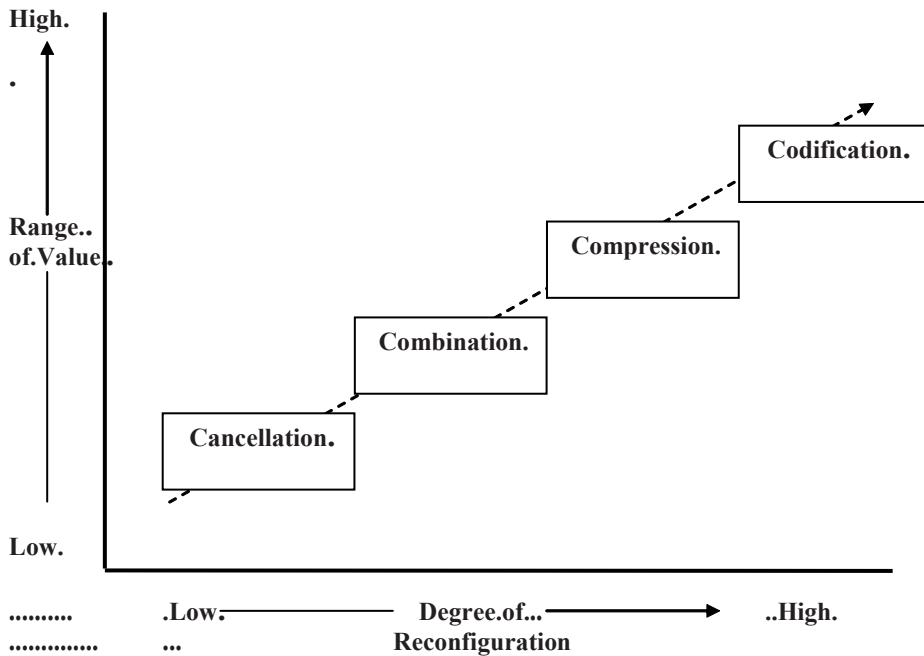 High.
.
Codification.
Range..
of.Value..
Compression.
Combination.
Cancellation.
Low.
.......... .Low. Degree.of... ..High.
.............. ... Reconfiguration